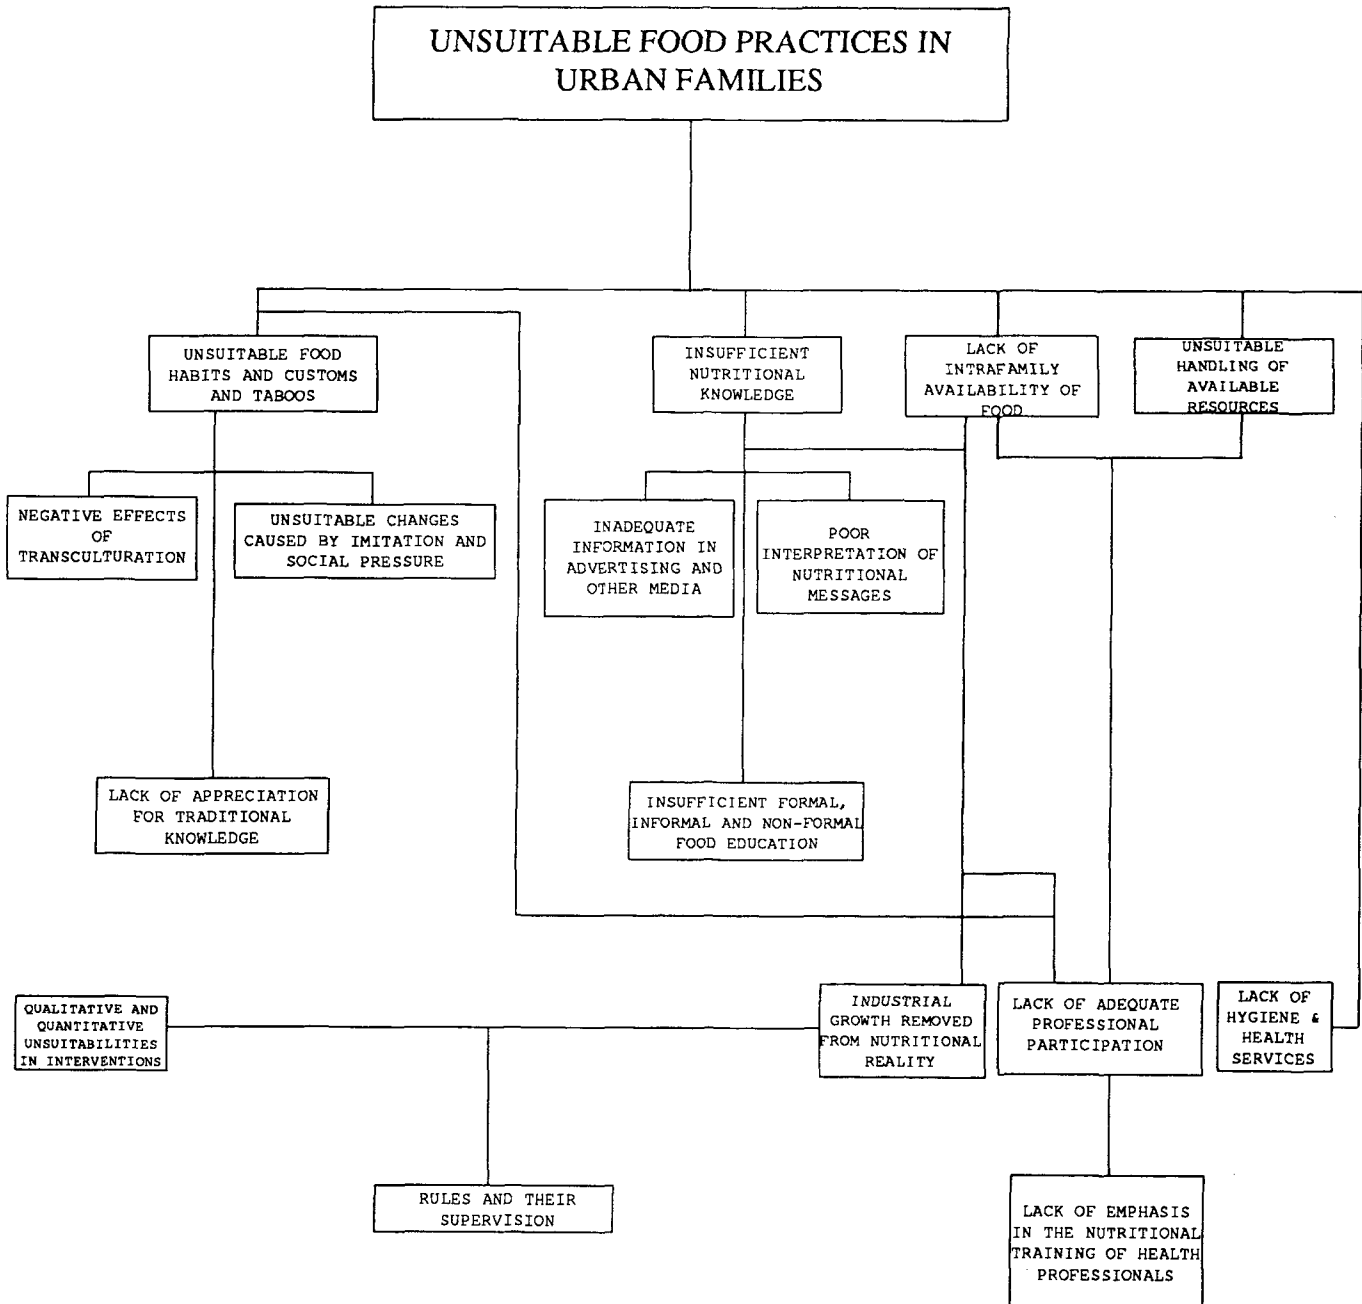 UNSUITABLE FOOD PRACTICES IN
URBAN FAMILIES
UNSUITABLE FOOD
HABITS AND CUSTOMS
AND TABOOS
INSUFFICIENT
NUTRITIONAL
KNOWLEDGE
LACK OF
INTRAFAMILY
AVAILABILITY OF
FOOD
UNSUITABLE
HANDLING OF
AVAILABLE
RESOURCES
NEGATIVE EFFECTS
OF
TRANSCULTURATION
UNSUITABLE CHANGES
CAUSED BY IMITATION AND
SOCIAL PRESSURE
INADEQUATE
INFORMATION IN
ADVERTISING AND
OTHER MEDIA
POOR
INTERPRETATION OF
NUTRITIONAL
MESSAGES
LACK OF APPRECIATION
FOR TRADITIONAL
KNOWLEDGE
INSUFFICIENT FORMAL,
INFORMAL AND NON-FORMAL
FOOD EDUCATION
QUALITATIVE AND
QUANTITATIVE
UNSUITABILITIES
IN INTERVENTIONS
INDUSTRIAL
GROWTH REMOVED
FROM NUTRITIONAL
REALITY
LACK OF ADEQUATE
PROFESSIONAL
PARTICIPATION
LACK OF
HYGIENE &
HEALTH
SERVICES
RULES AND THEIR
SUPERVISION
LACK OF EMPHASIS
IN THE NUTRITIONAL
TRAINING OF HEALTH
PROFESSIONALS